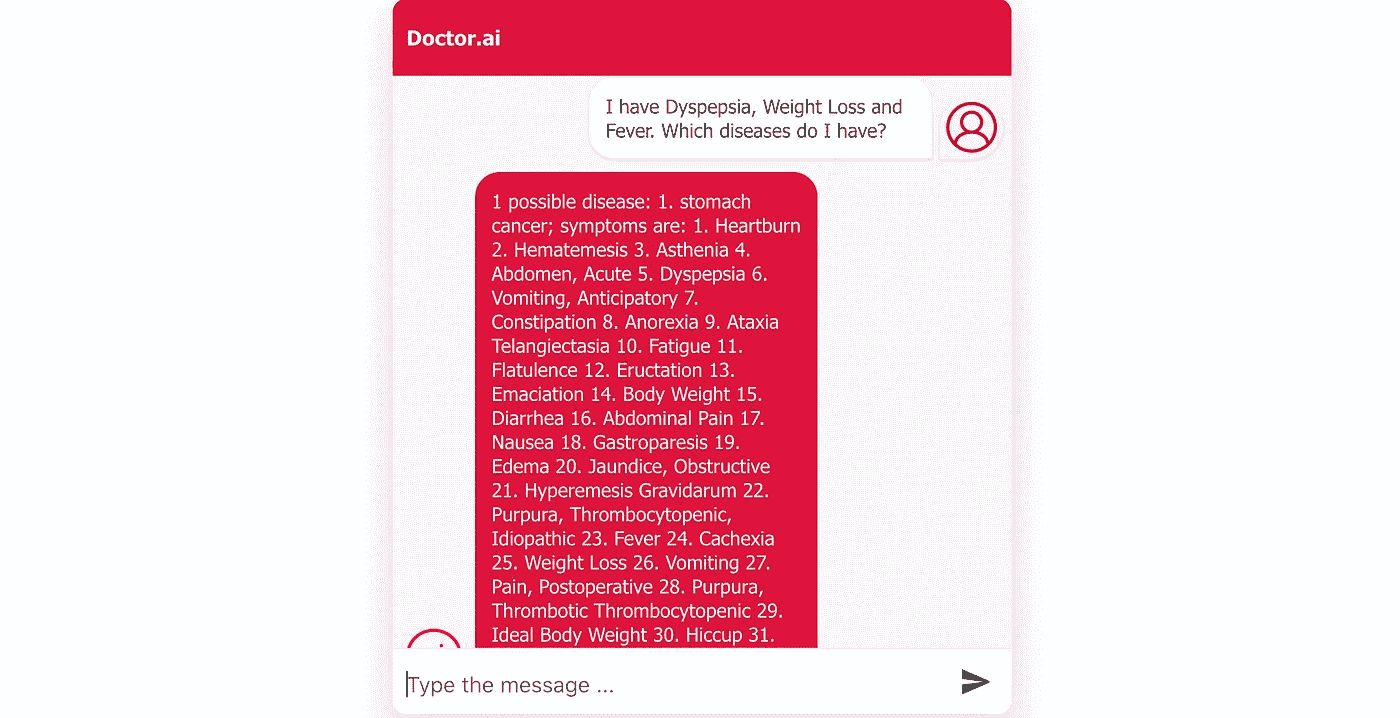 Doctor.ai
I have Dyspepsia, Weight Loss and
Fever. Which diseases do I have?
1 possible disease: 1. stomach
cancer; symptoms are: 1. Heartburn
2. Hematemesis 3. Asthenia 4.
Abdomen, Acute 5. Dyspepsia 6.
Vomiting, Anticipatory 7.
Constipation 8. Anorexia 9. Ataxia
Telangiectasia 10. Fatigue 11.
Flatulence 12. Eructation 13.
Emaciation 14. Body Weight 15.
Diarrhea 16. Abdominal Pain 17.
Nausea 18. Gastroparesis 19.
Edema 20. Jaundice, Obstructive
21. Hyperemesis Gravidarum 22.
Purpura, Thrombocytopenic,
Idiopathic 23. Fever 24. Cachexia
25. Weight Loss 26. Vomiting 27.
Pain, Postoperative 28. Purpura,
Thrombotic Thrombocytopenic 29.
Ideal Body Weight 30. Hiccup 31.
Type the message ...